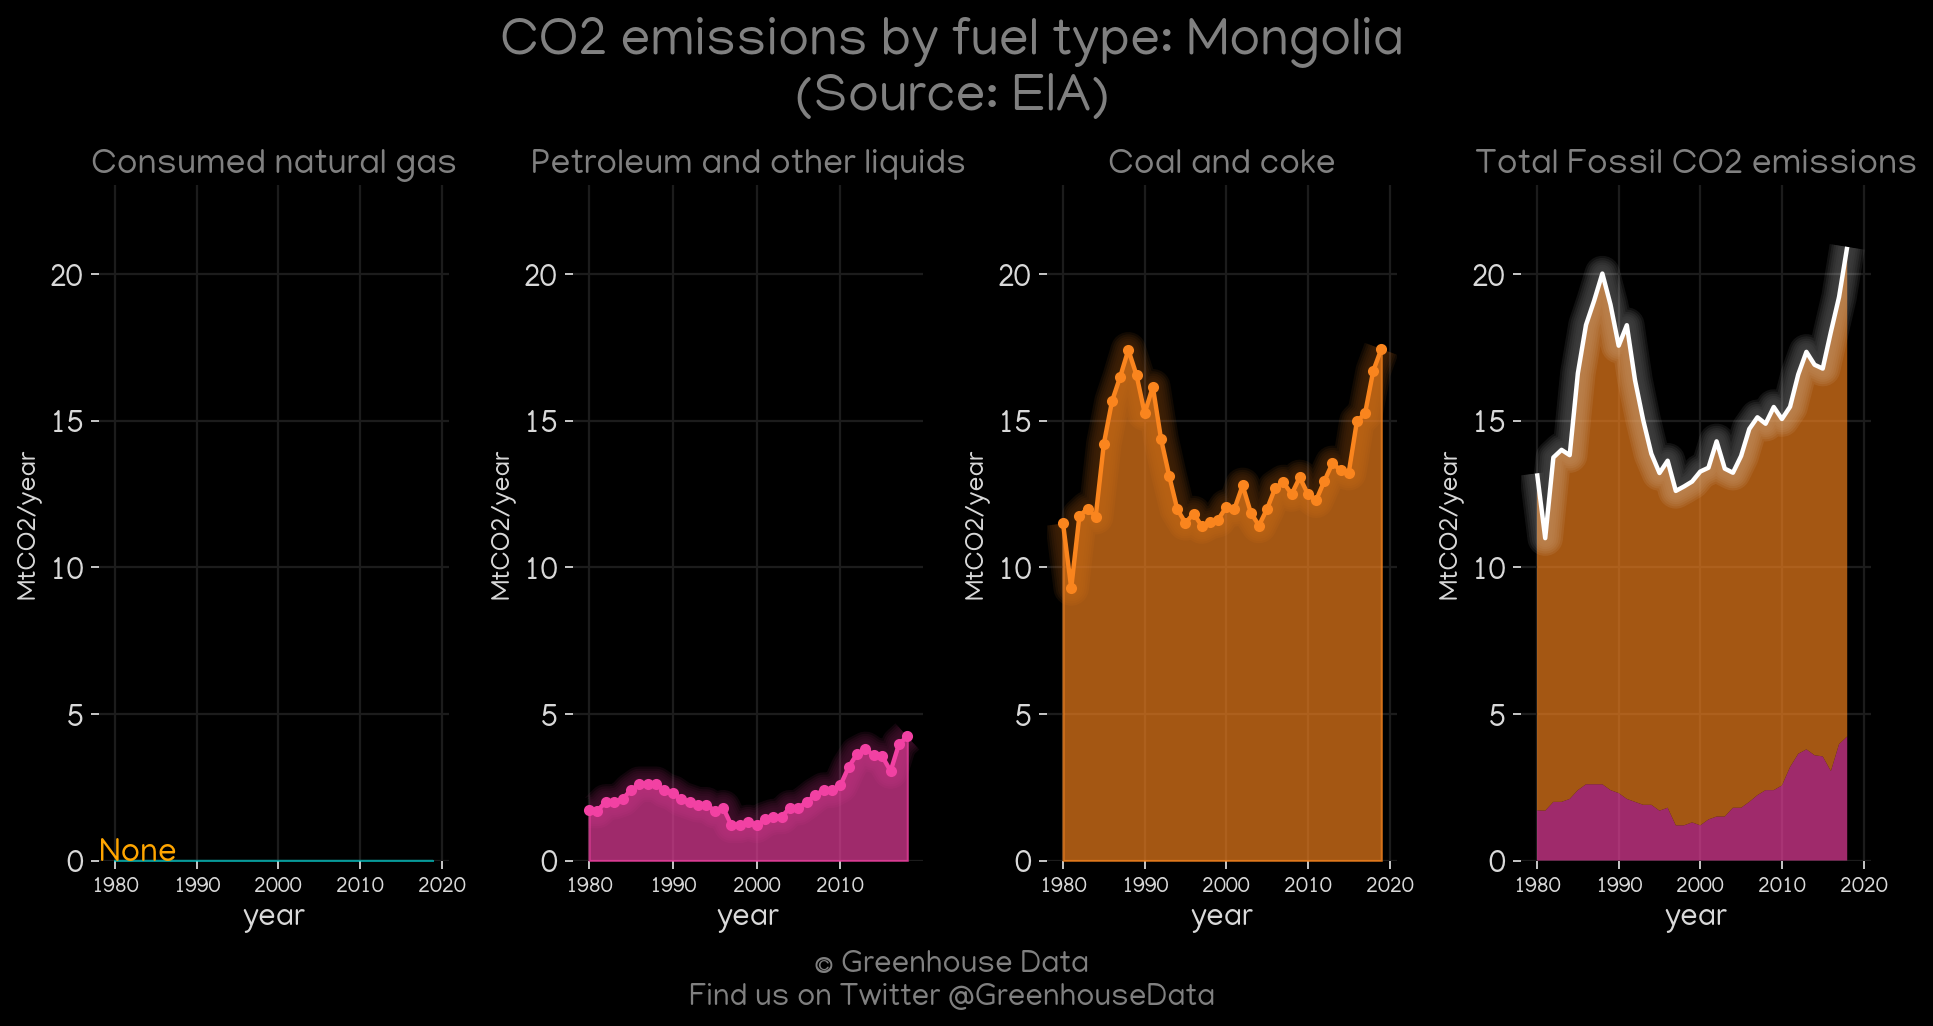 CO2 emissions by fuel type: Mongolia
(Source: EIA)
Consumed natural gas
Petroleum and other liquids
Coal and coke
Total Fossil CO2 emissions
MtCO2/year
20
15
10
5
0
None
1980 1990 2000 2010 2020
year
MtCO2/year
20
15
10
5
0
1980 1990 2000 2010
year
MtCO2/year
20
15
10
5
0
1980 1990 2000 2010 2020
year
MtCO2/year
20
15
10
5
0
1980 1990 2000 2010 2020
year
© Greenhouse Data
Find us on Twitter @GreenhouseData